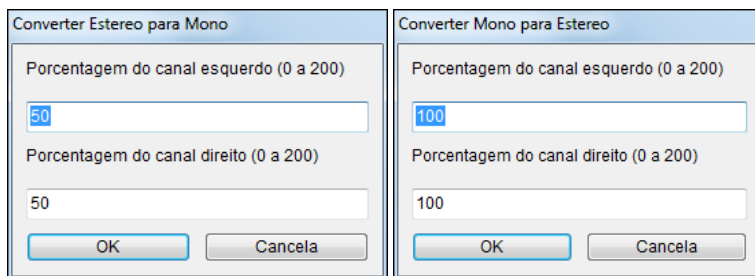 Converter Estereo para Mono
Porcentagem do canal esquerdo (0 a 200)
50
Porcentagem do canal direito (0 a 200)
50
OK Cancela
Converter Mono para Estereo
Porcentagem do canal esquerdo (0 a 200)
100
Porcentagem do canal direito (0 a 200)
100
OK Cancela